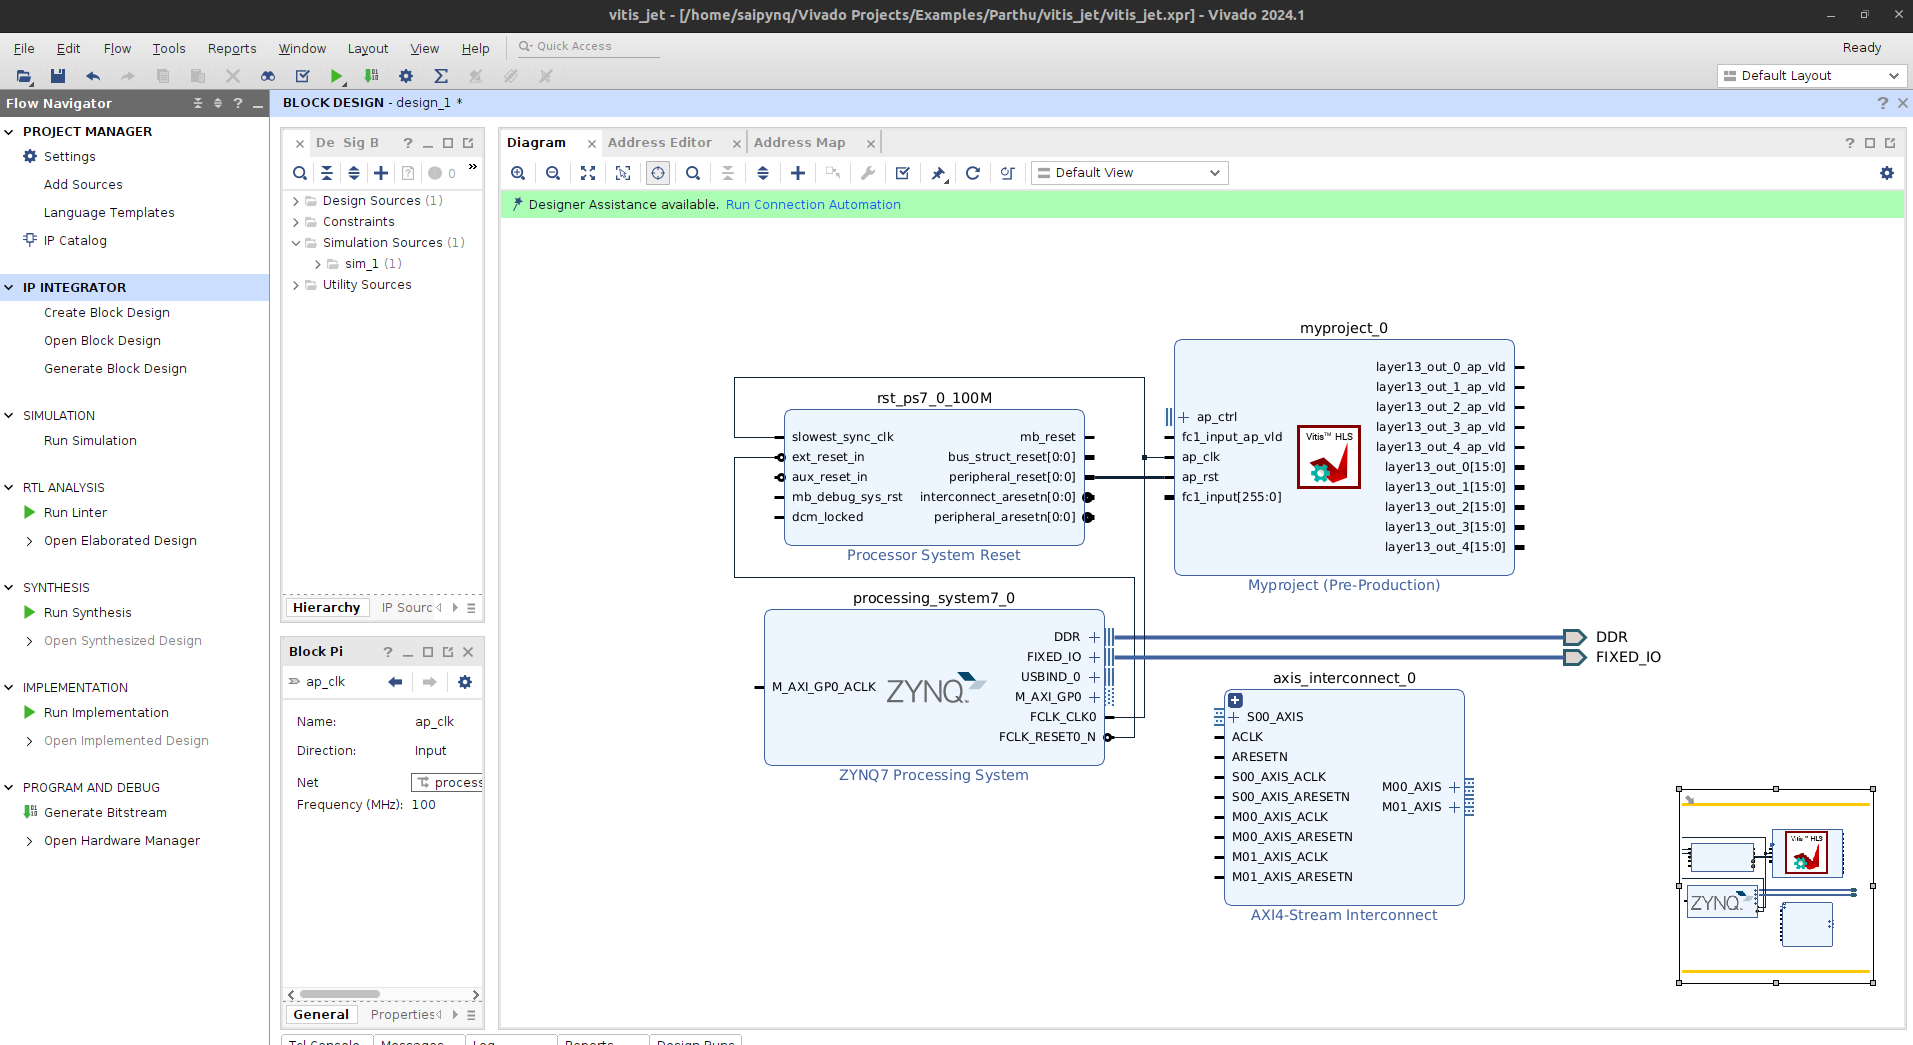 vitis_jet - [/home/saipynq/Vivado Projects/Examples/Parthu/vitis_jet/vitis_jet.xpr] - Vivado 2024.1
File Edit Flow Tools Reports Window Layout View Help Quick Access Ready
Default Layout
Flow Navigator
PROJECT MANAGER
Settings
Add Sources
Language Templates
IP Catalog
IP INTEGRATOR
Create Block Design
Open Block Design
Generate Block Design
SIMULATION
Run Simulation
RTL ANALYSIS
Run Linter
Open Elaborated Design
SYNTHESIS
Run Synthesis
Open Synthesized Design
IMPLEMENTATION
Run Implementation
Open Implemented Design
PROGRAM AND DEBUG
Generate Bitstream
Open Hardware Manager
BLOCK DESIGN - design_1 *
De Sig B
0
Design Sources (1)
Constraints
Simulation Sources (1)
sim_1 (1)
Utility Sources
Hierarchy IP Sourc
Block Pi
ap_clk
Name: ap_clk
Direction: Input
Net process
Frequency (MHz): 100
General Properties
Diagram Address Editor Address Map
Default View
Designer Assistance available. Run Connection Automation
rst_ps7_0_100M
slowest_sync_clk
ext_reset_in
aux_reset_in
mb_debug_sys_rst
dcm_locked
mb_reset
bus_struct_reset[0:0]
peripheral_reset[0:0]
interconnect_aresetn[0:0]
peripheral_aresetn[0:0]
Processor System Reset
myproject_0
ap_ctrl
fc1_input_ap_vld
ap_clk
ap_rst
fc1_input[255:0]
Vitis™ HLS
layer13_out_0_ap_vld
layer13_out_1_ap_vld
layer13_out_2_ap_vld
layer13_out_3_ap_vld
layer13_out_4_ap_vld
layer13_out_0[15:0]
layer13_out_1[15:0]
layer13_out_2[15:0]
layer13_out_3[15:0]
layer13_out_4[15:0]
Myproject (Pre-Production)
processing_system7_0
M_AXI_GP0_ACLK
ZYNQ
DDR
FIXED_IO
USBIND_0
M_AXI_GP0
FCLK_CLK0
FCLK_RESET0_N
ZYNQ7 Processing System
DDR
FIXED_IO
axis_interconnect_0
S00_AXIS
ACLK
ARESETN
S00_AXIS_ACLK
S00_AXIS_ARESETN
M00_AXIS_ACLK
M00_AXIS_ARESETN
M01_AXIS_ACLK
M01_AXIS_ARESETN
M00_AXIS
M01_AXIS
AXI4-Stream Interconnect
Vitis™ HLS
ZYNQ
Tcl Console Messages Log Reports Design Runs